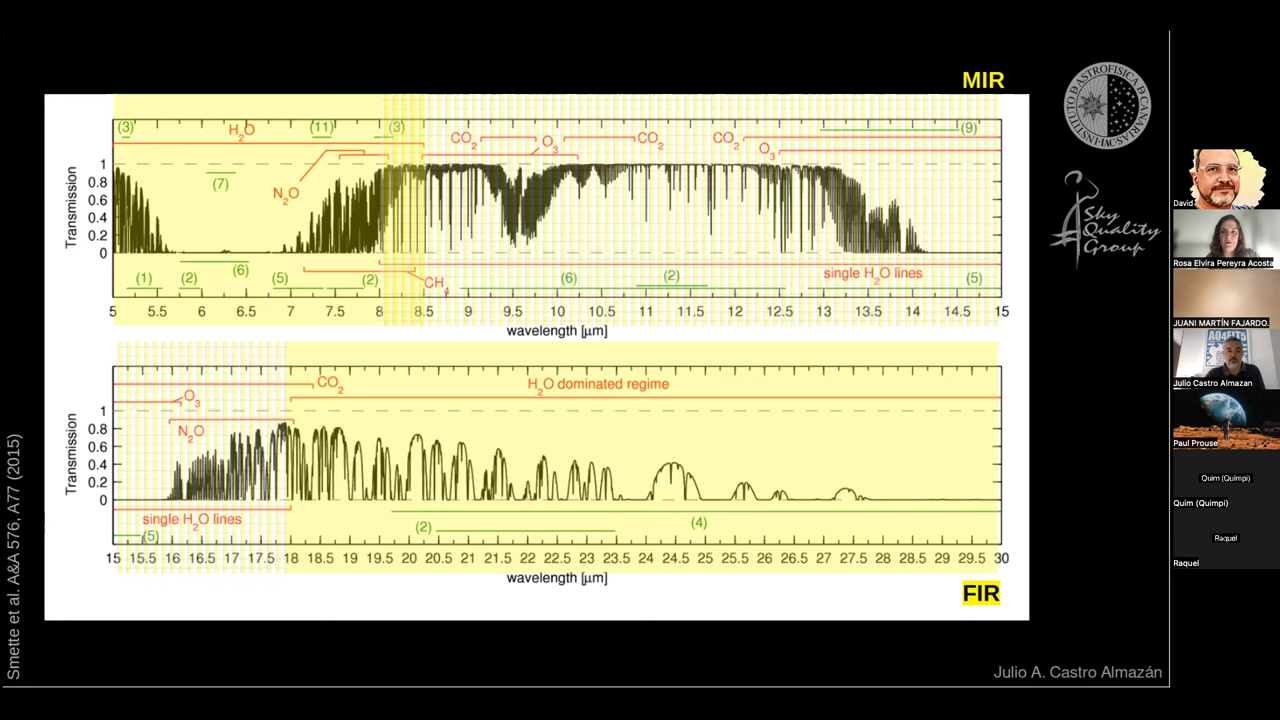 MIR
(3)
H2O
(11)
(3)
CO2
O3
CO2
CO2
O3
(9)
(7)
N2O
Transmission
1
0.8
0.6
0.4
0.2
0
(1)
(2)
(6)
(5)
(2)
CH4
(6)
(2)
single H2O lines
(5)
5 5.5 6 6.5 7 7.5 8 8.5 9 9.5 10 10.5 11 11.5 12 12.5 13 13.5 14 14.5 15
wavelength [μm]
CO2
H2O dominated regime
O3
N2O
Transmission
1
0.8
0.6
0.4
0.2
0
single H2O lines
(5)
(2)
(4)
15 15.5 16 16.5 17 17.5 18 18.5 19 19.5 20 20.5 21 21.5 22 22.5 23 23.5 24 24.5 25 25.5 26 26.5 27 27.5 28 28.5 29 29.5 30
wavelength [μm]
FIR
Smette et al. A&A 576, A77 (2015)
Julio A. Castro Almazán
INSTITUTO DE ASTROFISICA DE CANARIAS
Sky
Quality
Group
David
Rosa Elvira Pereyra Acosta
JUANI MARTÍN FAJARDO.
Julio Castro Almazan
Paul Prouse
Quim (Quimpi)
Quim (Quimpi)
Raquel
Raquel